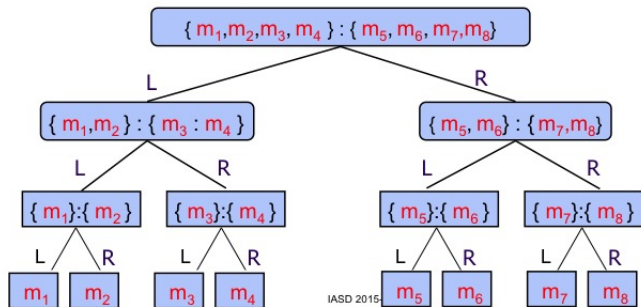 { m₁,m₂,m₃, m₄ } : { m₅, m₆, m₇,m₈}
L R
{ m₁,m₂ } : { m₃ : m₄ } { m₅, m₆} : { m₇,m₈}
L R L R
{ m₁}:{ m₂ } { m₃}:{ m₄ } { m₅}:{ m₆ } { m₇}:{ m₈ }
L R L R L R L R
m₁ m₂ m₃ m₄ m₅ m₆ m₇ m₈
IASD 2015-